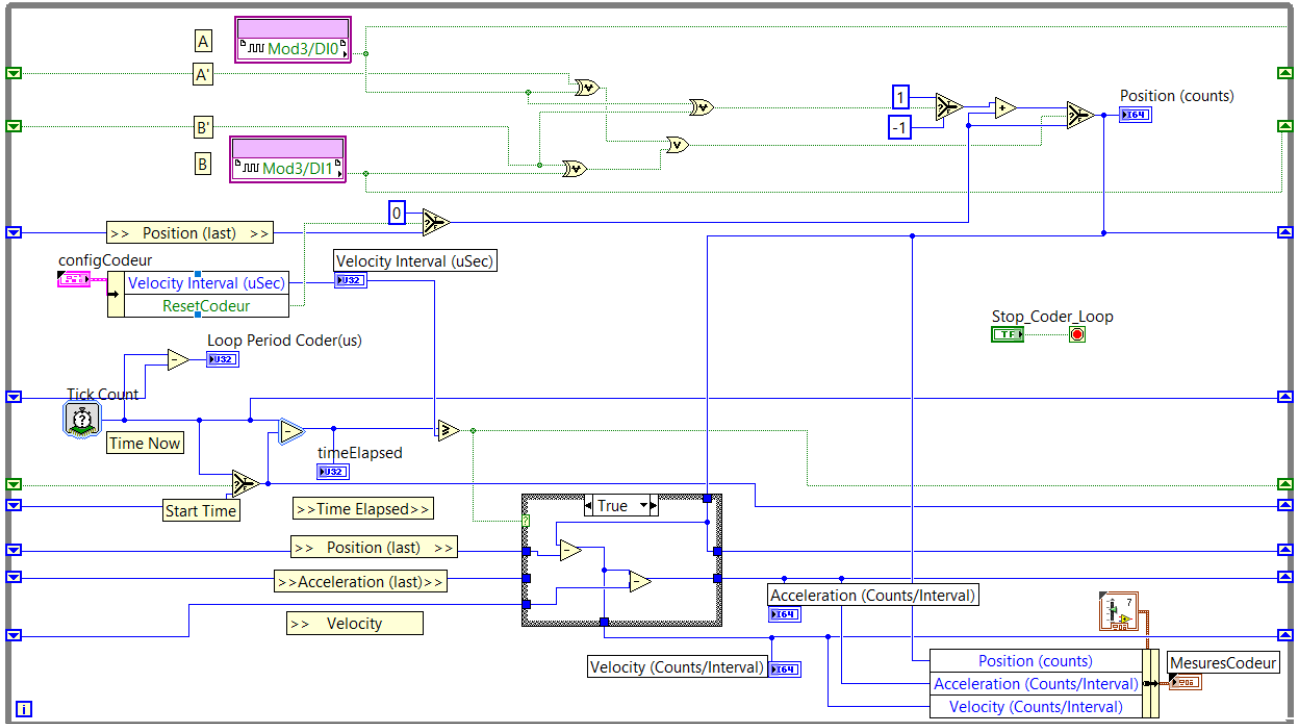 A
Mod3/DI0
A'
1
Position (counts)
I64
-1
B'
B
Mod3/DI1
0
>> Position (last) >>
configCodeur
Velocity Interval (uSec)
U32
Velocity Interval (uSec)
ResetCodeur
Stop_Coder_Loop
TF
Loop Period Coder(us)
U32
Tick Count
?
Time Now
timeElapsed
U32
Start Time
>>Time Elapsed>>
True
?
>> Position (last) >>
>>Acceleration (last)>>
Acceleration (Counts/Interval)
I64
7
>> Velocity
Velocity (Counts/Interval)
I64
Position (counts)
MesuresCodeur
Acceleration (Counts/Interval)
Velocity (Counts/Interval)
i